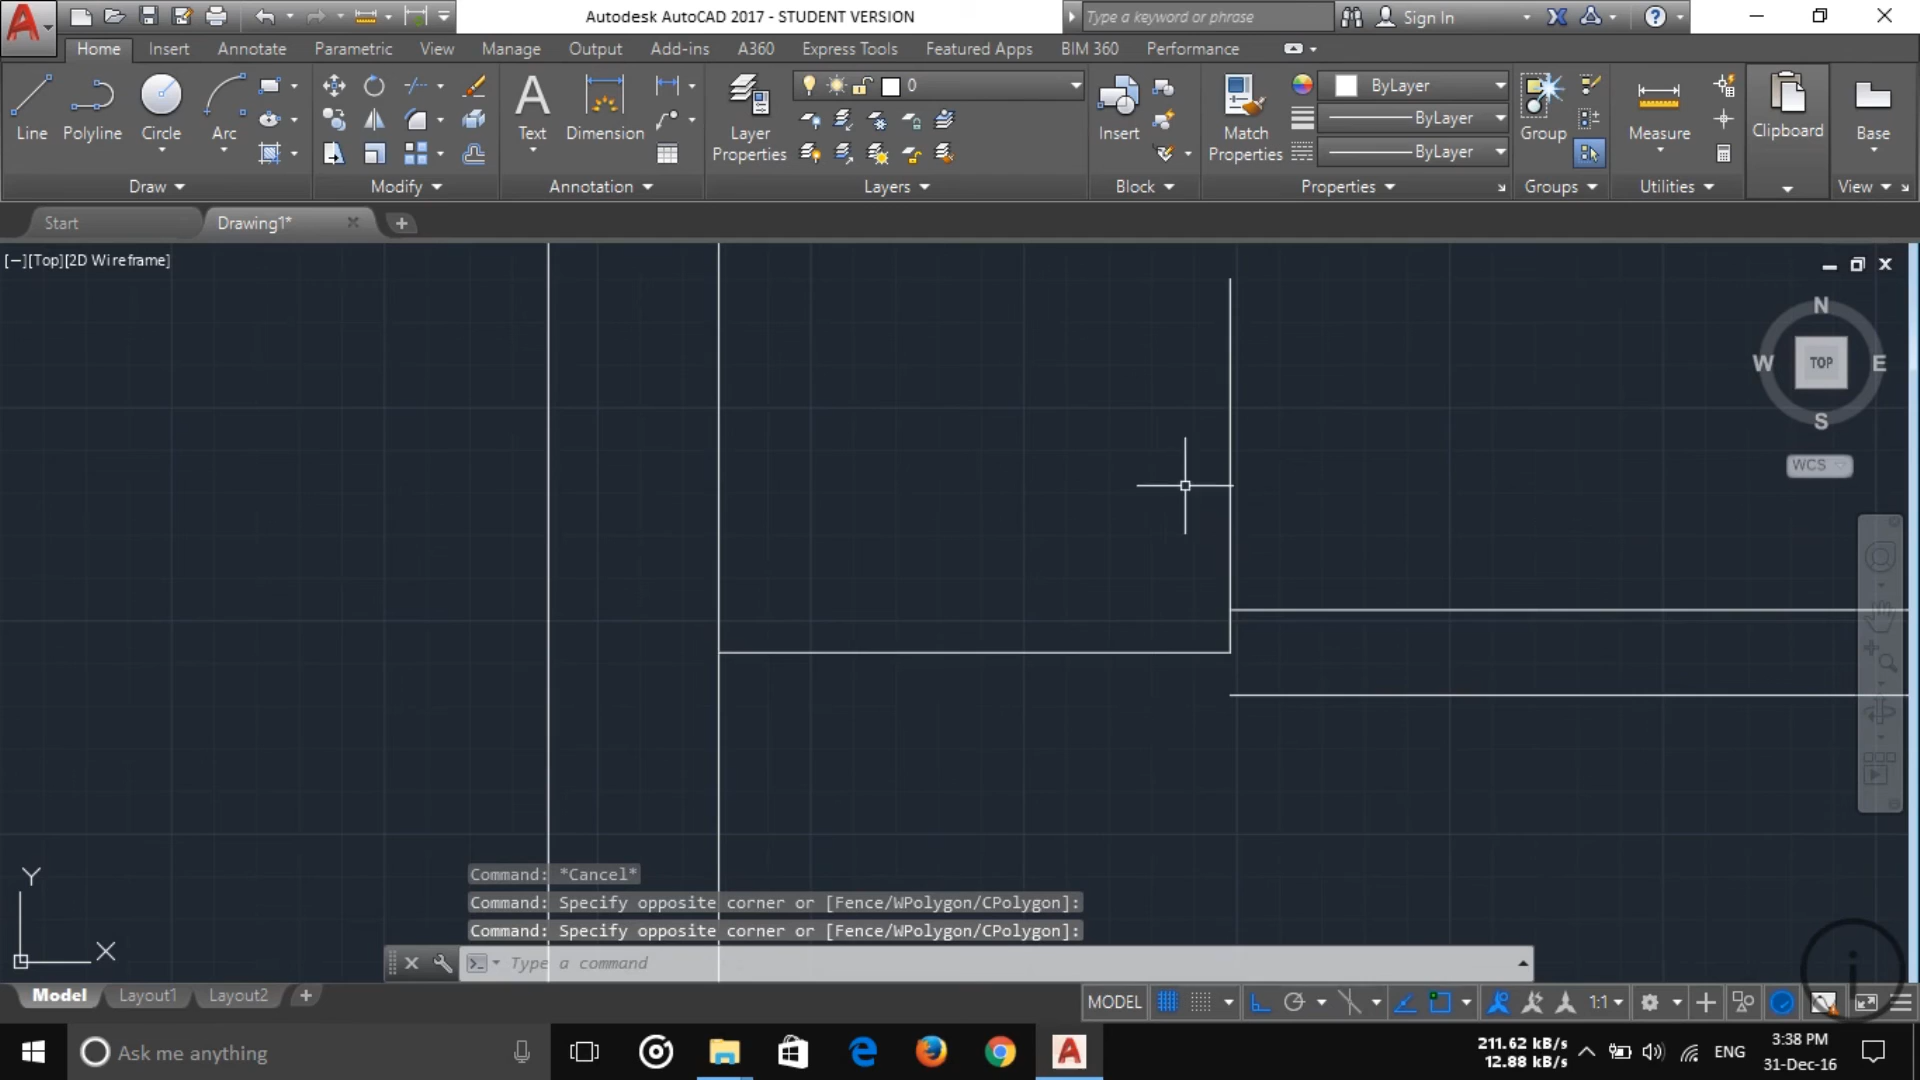 Autodesk AutoCAD 2017 - STUDENT VERSION
Type a keyword or phrase
Sign In
Home Insert Annotate Parametric View Manage Output Add-ins A360 Express Tools Featured Apps BIM 360 Performance
Line Polyline Circle Arc
Text Dimension
Layer Properties
0
Insert
Match Properties
ByLayer
ByLayer
ByLayer
Group
Measure
Clipboard
Base
Draw Modify Annotation Layers Block Properties Groups Utilities View
Start Drawing1*
[−][Top][2D Wireframe]
N
W TOP E
S
WCS
Y
X
Command: *Cancel*
Command: Specify opposite corner or [Fence/WPolygon/CPolygon]:
Command: Specify opposite corner or [Fence/WPolygon/CPolygon]:
Type a command
Model Layout1 Layout2
MODEL 1:1
Ask me anything
211.62 kB/s
12.88 kB/s
ENG
3:38 PM
31-Dec-16